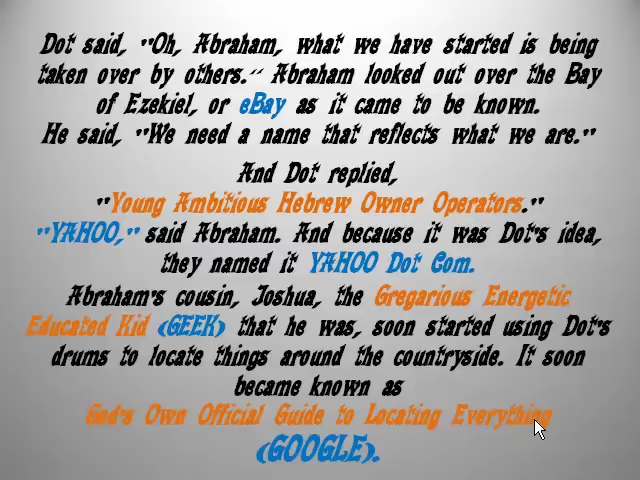 Dot said, "Oh, Abraham, what we have started is being
taken over by others." Abraham looked out over the Bay
of Ezekiel, or eBay as it came to be known.
He said, "We need a name that reflects what we are."
And Dot replied,
"Young Ambitious Hebrew Owner Operators."
"YAHOO," said Abraham. And because it was Dot's idea,
they named it YAHOO Dot Com.
Abraham's cousin, Joshua, the Gregarious Energetic
Educated Kid (GEEK) that he was, soon started using Dot's
drums to locate things around the countryside. It soon
became known as
God's Own Official Guide to Locating Everything
(GOOGLE).